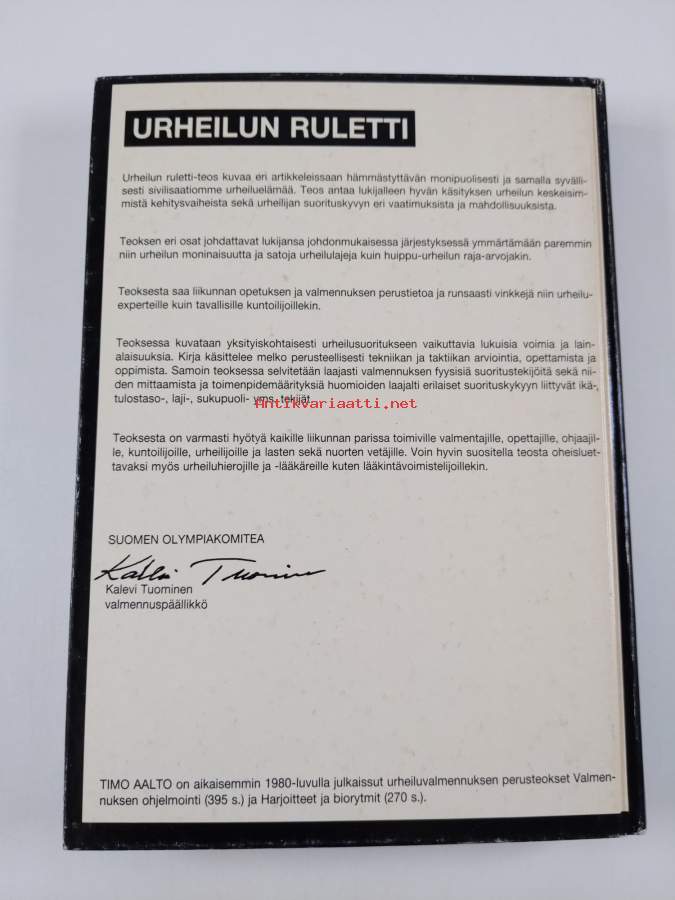 URHEILUN RULETTI
Urheilun ruletti-teos kuvaa eri artikkeleissaan hämmästyttävän monipuolisesti ja samalla syvälli-
sesti sivilisaatiomme urheiluelämää. Teos antaa lukijalleen hyvän käsityksen urheilun keskeisim-
mistä kehitysvaiheista sekä urheilijan suorituskyvyn eri vaatimuksista ja mahdollisuuksista.
Teoksen eri osat johdattavat lukijansa johdonmukaisessa järjestyksessä ymmärtämään paremmin
niin urheilun moninaisuutta ja satoja urheilulajeja kuin huippu-urheilun raja-arvojakin.
Teoksesta saa liikunnan opetuksen ja valmennuksen perustietoa ja runsaasti vinkkejä niin urheilu-
experteille kuin tavallisille kuntoilijoillekin.
Teoksessa kuvataan yksityiskohtaisesti urheilusuoritukseen vaikuttavia lukuisia voimia ja lain-
alaisuuksia. Kirja käsittelee melko perusteellisesti tekniikan ja taktiikan arviointia, opettamista ja
oppimista. Samoin teoksessa selvitetään laajasti valmennuksen fyysisiä suoritustekijöitä sekä nii-
den mittaamista ja toimenpidemäärityksiä huomioiden laajalti erilaiset suorituskykyyn liittyvät ikä-,
tulostaso-, laji-, sukupuoli- yms. tekijät.
Antikvariaatti.net
Teoksesta on varmasti hyötyä kaikille liikunnan parissa toimiville valmentajille, opettajille, ohjaajil-
le, kuntoilijoille, urheilijoille ja lasten sekä nuorten vetäjille. Voin hyvin suositella teosta oheisluet-
tavaksi myös urheiluhierojille ja -lääkäreille kuten lääkintävoimistelijoillekin.
SUOMEN OLYMPIAKOMITEA
Kalevi Tuominen
Kalevi Tuominen
valmennuspäällikkö
TIMO AALTO on aikaisemmin 1980-luvulla julkaissut urheiluvalmennuksen perusteokset Valmen-
nuksen ohjelmointi (395 s.) ja Harjoitteet ja biorytmit (270 s.).